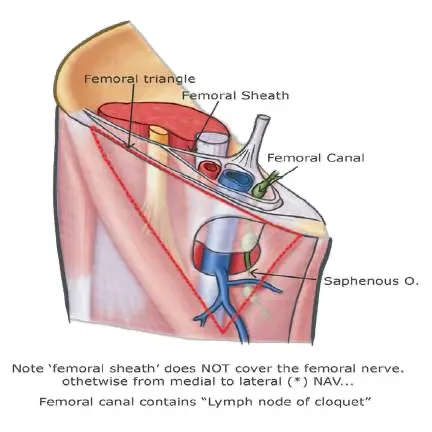 Femoral triangle
Femoral Sheath
Femoral Canal
Saphenous O.
Note ‘femoral sheath’ does NOT cover the femoral nerve.
othetwise from medial to lateral (*) NAV...
Femoral canal contains “Lymph node of cloquet”